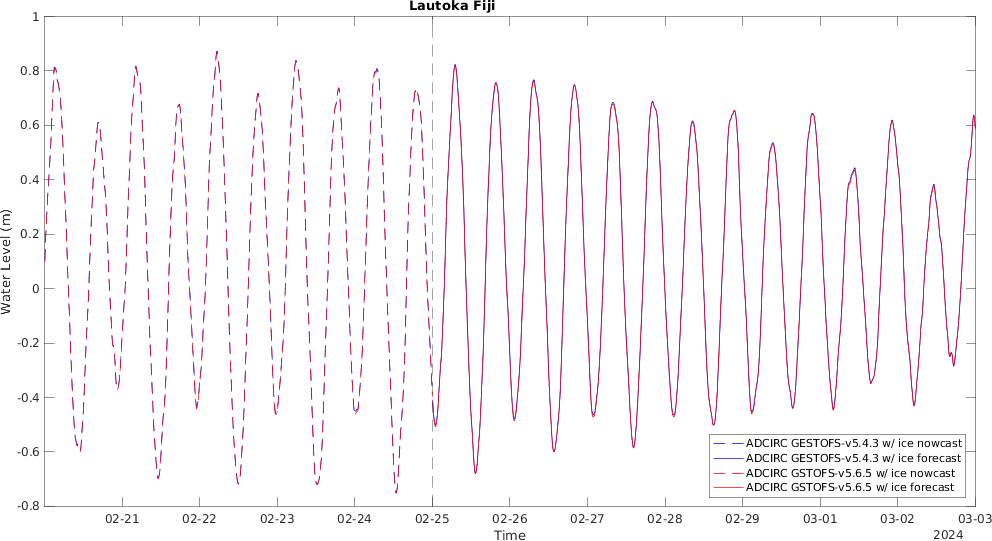 Lautoka Fiji
1
0.8
0.6
0.4
0.2
0
-0.2
-0.4
-0.6
-0.8
Water Level (m)
ADCIRC GESTOFS-v5.4.3 w/ ice nowcast
ADCIRC GESTOFS-v5.4.3 w/ ice forecast
ADCIRC GSTOFS-v5.6.5 w/ ice nowcast
ADCIRC GSTOFS-v5.6.5 w/ ice forecast
02-21 02-22 02-23 02-24 02-25 02-26 02-27 02-28 02-29 03-01 03-02 03-03
Time
2024